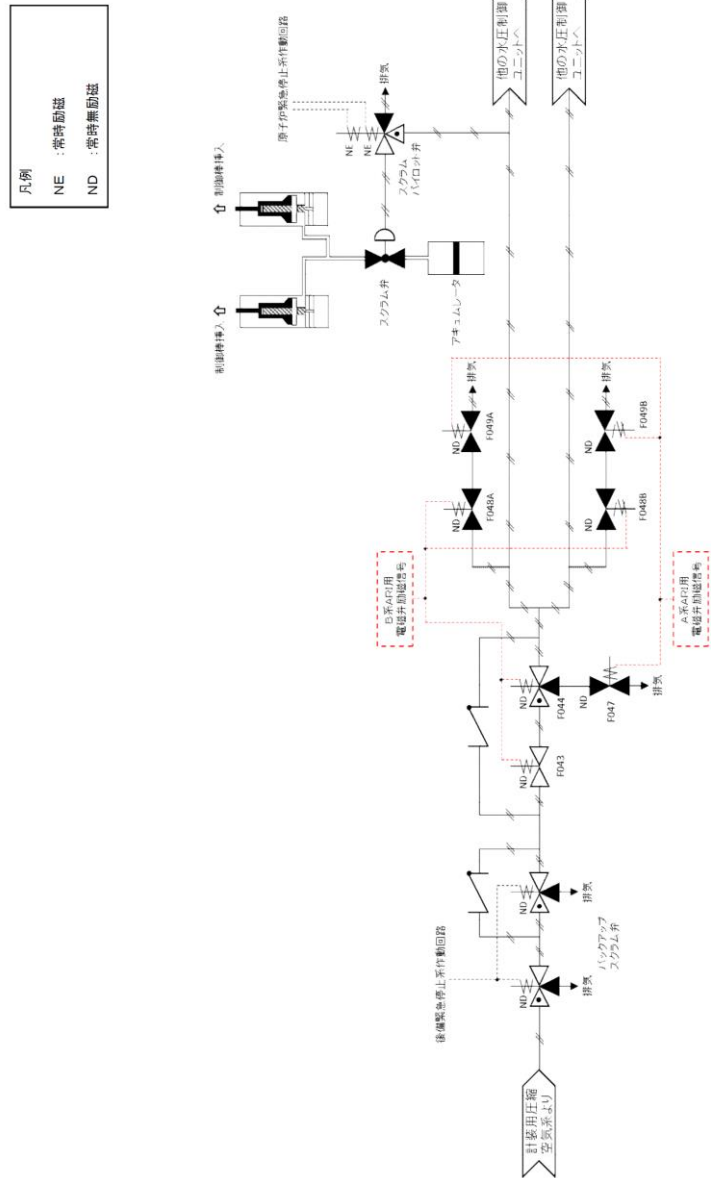 凡例
NE :常時励磁
ND :常時無励磁
他の水圧制御
ユニットへ
他の水圧制御
ユニットへ
原子炉緊急停止系作動回路
排気
NE
NE
スクラム
パイロット弁
制御棒挿入
制御棒挿入
スクラム弁
アキュムレータ
排気
ND
F049A
ND
F048A
排気
ND
F049B
ND
F048B
B系ARI用
電磁弁励磁信号
A系ARI用
電磁弁励磁信号
ND
F044
ND
F047
排気
ND
F043
後備緊急停止系作動回路
ND
排気
ND
排気
バックアップ
スクラム弁
計装用圧縮
空気系より